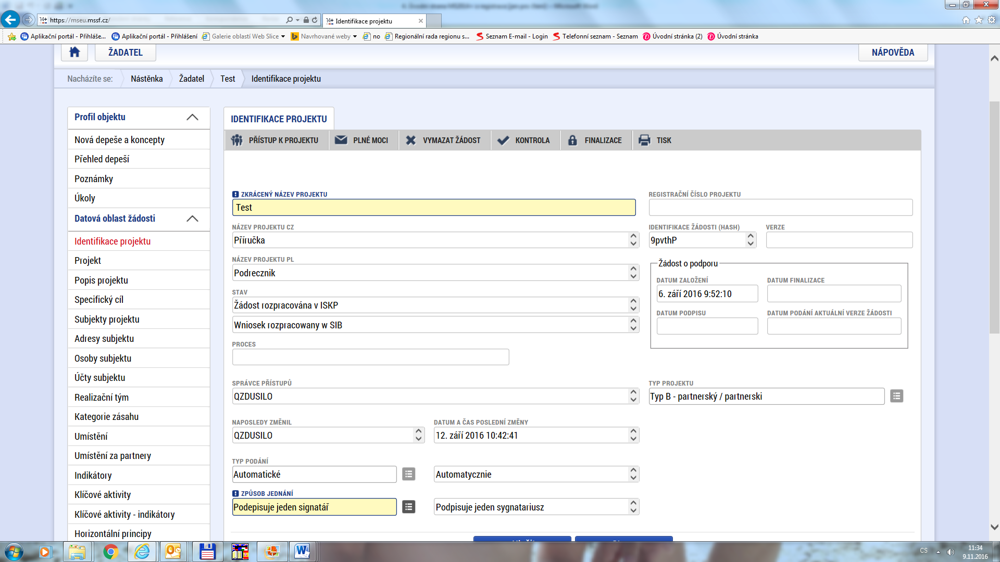 https://mseu.mssf.cz/
14+ Identifikace projektu
Aplikační portál - Přihláše...
Aplikační portál - Přihlášení
Galerie oblastí Web Slice
Navrhované weby
no
Regionální rada regionu s...
Seznam E-mail - Login
Telefonní seznam - Seznam
Úvodní stránka (2)
Úvodní stránka
ŽADATEL
NÁPOVĚDA
Nacházíte se: Nástěnka Žadatel Test Identifikace projektu
Profil objektu
Nová depeše a koncepty
Přehled depeší
Poznámky
Úkoly
Datová oblast žádosti
Identifikace projektu
Projekt
Popis projektu
Specifický cíl
Subjekty projektu
Adresy subjektu
Osoby subjektu
Účty subjektu
Realizační tým
Kategorie zásahu
Umístění
Umístění za partnery
Indikátory
Klíčové aktivity
Klíčové aktivity - indikátory
Horizontální principy
IDENTIFIKACE PROJEKTU
PŘÍSTUP K PROJEKTU
PLNÉ MOCI
VYMAZAT ŽÁDOST
KONTROLA
FINALIZACE
TISK
ZKRÁCENÝ NÁZEV PROJEKTU
Test
REGISTRAČNÍ ČÍSLO PROJEKTU
NÁZEV PROJEKTU CZ
Příručka
IDENTIFIKACE ŽÁDOSTI (HASH)
9pvthP
VERZE
NÁZEV PROJEKTU PL
Podrecznik
Žádost o podporu
DATUM ZALOŽENÍ
6. září 2016 9:52:10
DATUM FINALIZACE
DATUM PODPISU
DATUM PODÁNÍ AKTUÁLNÍ VERZE ŽÁDOSTI
STAV
Žádost rozpracována v ISKP
Wniosek rozpracowany w SIB
PROCES
SPRÁVCE PŘÍSTUPŮ
QZDUSILO
TYP PROJEKTU
Typ B - partnerský / partnerski
NAPOSLEDY ZMĚNIL
QZDUSILO
DATUM A ČAS POSLEDNÍ ZMĚNY
12. září 2016 10:42:41
TYP PODÁNÍ
Automatické
Automatycznie
ZPŮSOB JEDNÁNÍ
Podepisuje jeden signatář
Podpisuje jeden sygnatariusz
CS
11:34
9.11.2016